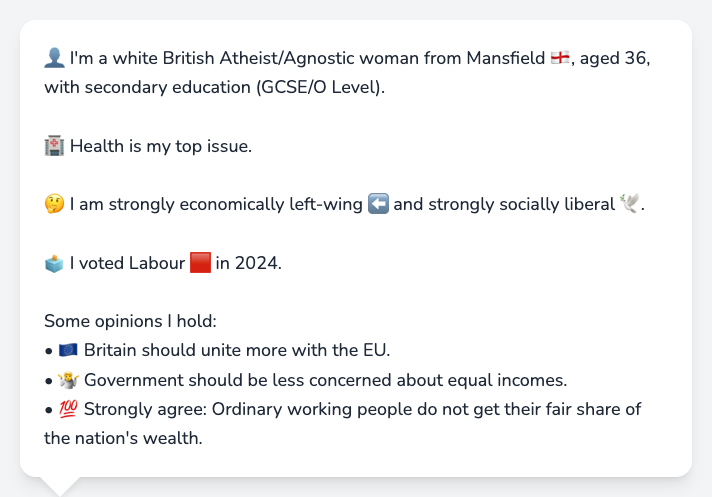 👤 I'm a white British Atheist/Agnostic woman from Mansfield 🏴󠁧󠁢󠁥󠁮󠁧󠁿, aged 36,
with secondary education (GCSE/O Level).
🏥 Health is my top issue.
🤔 I am strongly economically left-wing ⬅️ and strongly socially liberal 🕊️.
🗳️ I voted Labour 🟥 in 2024.
Some opinions I hold:
• 🇪🇺 Britain should unite more with the EU.
• 🤷 Government should be less concerned about equal incomes.
• 💯 Strongly agree: Ordinary working people do not get their fair share of
the nation's wealth.